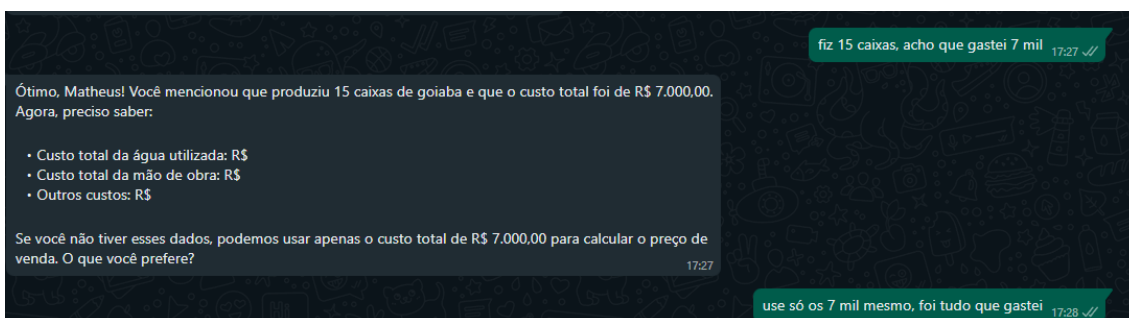 fiz 15 caixas, acho que gastei 7 mil 17:27
Ótimo, Matheus! Você mencionou que produziu 15 caixas de goiaba e que o custo total foi de R$ 7.000,00.
Agora, preciso saber:
• Custo total da água utilizada: R$
• Custo total da mão de obra: R$
• Outros custos: R$
Se você não tiver esses dados, podemos usar apenas o custo total de R$ 7.000,00 para calcular o preço de
venda. O que você prefere?
17:27
use só os 7 mil mesmo, foi tudo que gastei 17:28